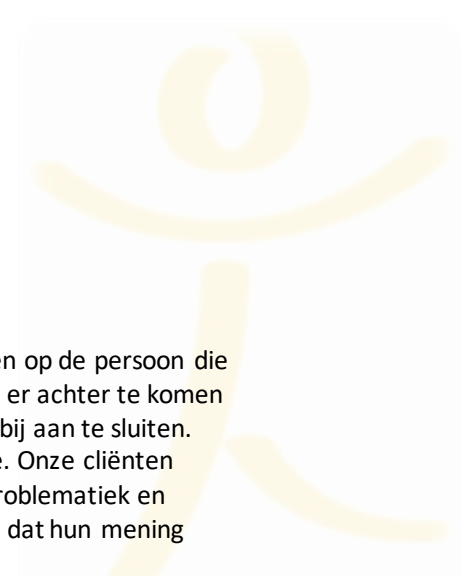 en op de persoon die
er achter te komen
bij aan te sluiten.
Onze cliënten
roblematiek en
dat hun mening